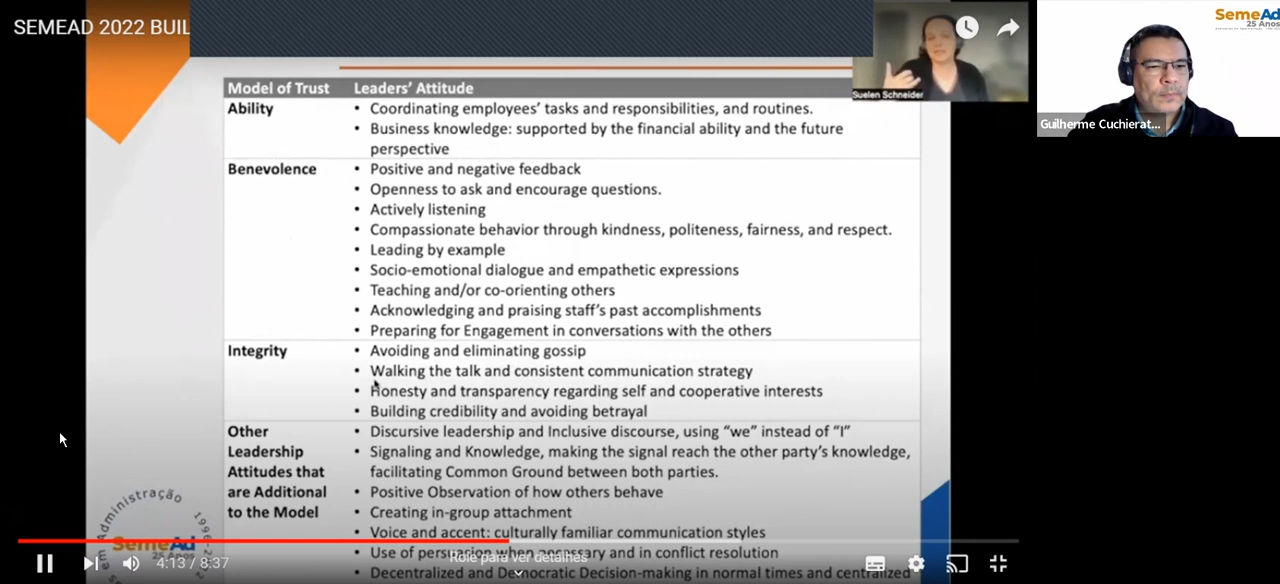 SEMEAD 2022 BUIL
Suelen Schneider
SemeAd
25 Anos
Guilherme Cuchierat...
Model of Trust Leaders' Attitude
Ability
• Coordinating employees' tasks and responsibilities, and routines.
• Business knowledge: supported by the financial ability and the future
perspective
Benevolence
• Positive and negative feedback
• Openness to ask and encourage questions.
• Actively listening
• Compassionate behavior through kindness, politeness, fairness, and respect.
• Leading by example
• Socio-emotional dialogue and empathetic expressions
• Teaching and/or co-orienting others
• Acknowledging and praising staff's past accomplishments
• Preparing for Engagement in conversations with the others
Integrity
• Avoiding and eliminating gossip
• Walking the talk and consistent communication strategy
• Honesty and transparency regarding self and cooperative interests
• Building credibility and avoiding betrayal
Other
Leadership
Attitudes that
are Additional
to the Model
• Discursive leadership and Inclusive discourse, using “we” instead of “I”
• Signaling and Knowledge, making the signal reach the other party's knowledge,
facilitating Common Ground between both parties.
• Positive Observation of how others behave
• Creating in-group attachment
• Voice and accent: culturally familiar communication styles
• Use of persuasion when necessary and in conflict resolution
• Decentralized and Democratic Decision-making in normal times and centralized
em Administração
SemeAd
25 Anos
Role para ver detalhes
4:13 / 8:37